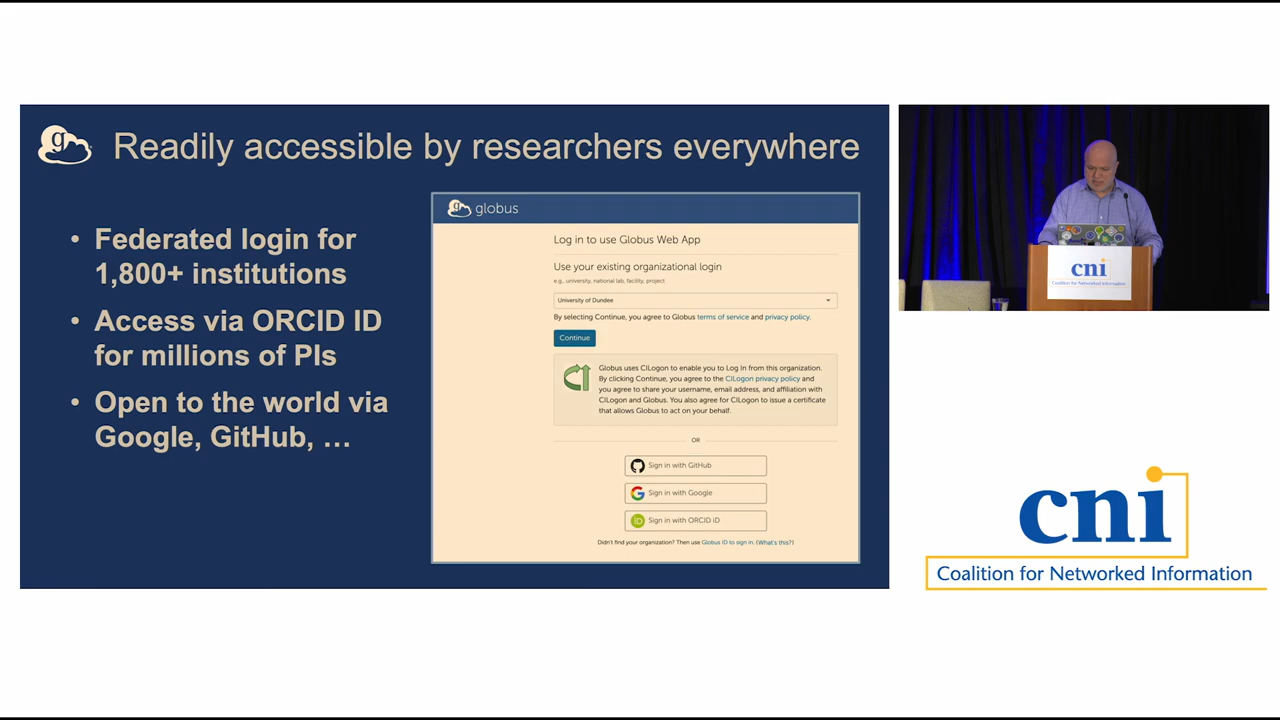 g Readily accessible by researchers everywhere
• Federated login for
1,800+ institutions
• Access via ORCID ID
for millions of PIs
• Open to the world via
Google, GitHub, …
g globus
Log in to use Globus Web App
Use your existing organizational login
e.g., university, national lab, facility, project
University of Dundee
By selecting Continue, you agree to Globus terms of service and privacy policy.
Continue
Globus uses CILogon to enable you to Log In from this organization.
By clicking Continue, you agree to the CILogon privacy policy and
you agree to share your username, email address, and affiliation with
CILogon and Globus. You also agree for CILogon to issue a certificate
that allows Globus to act on your behalf.
OR
Sign in with GitHub
G Sign in with Google
iD Sign in with ORCID iD
Didn't find your organization? Then use Globus ID to sign in. (What's this?)
cni
Coalition for Networked Information
cni
Coalition for Networked Information